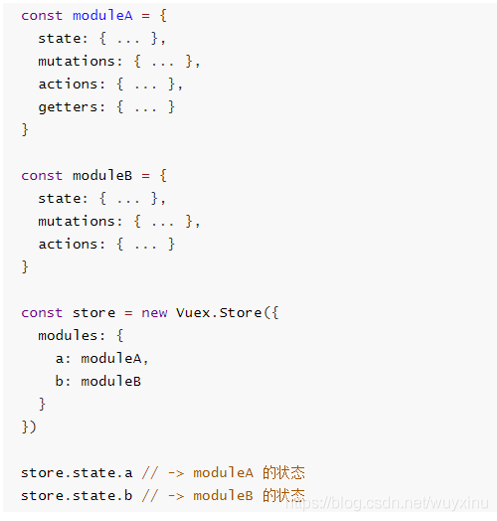 const moduleA = {
  state: { ... },
  mutations: { ... },
  actions: { ... },
  getters: { ... }
}

const moduleB = {
  state: { ... },
  mutations: { ... },
  actions: { ... }
}

const store = new Vuex.Store({
  modules: {
    a: moduleA,
    b: moduleB
  }
})

store.state.a // -> moduleA 的状态
store.state.b // -> moduleB 的状态
https://blog.csdn.net/wuyxinu